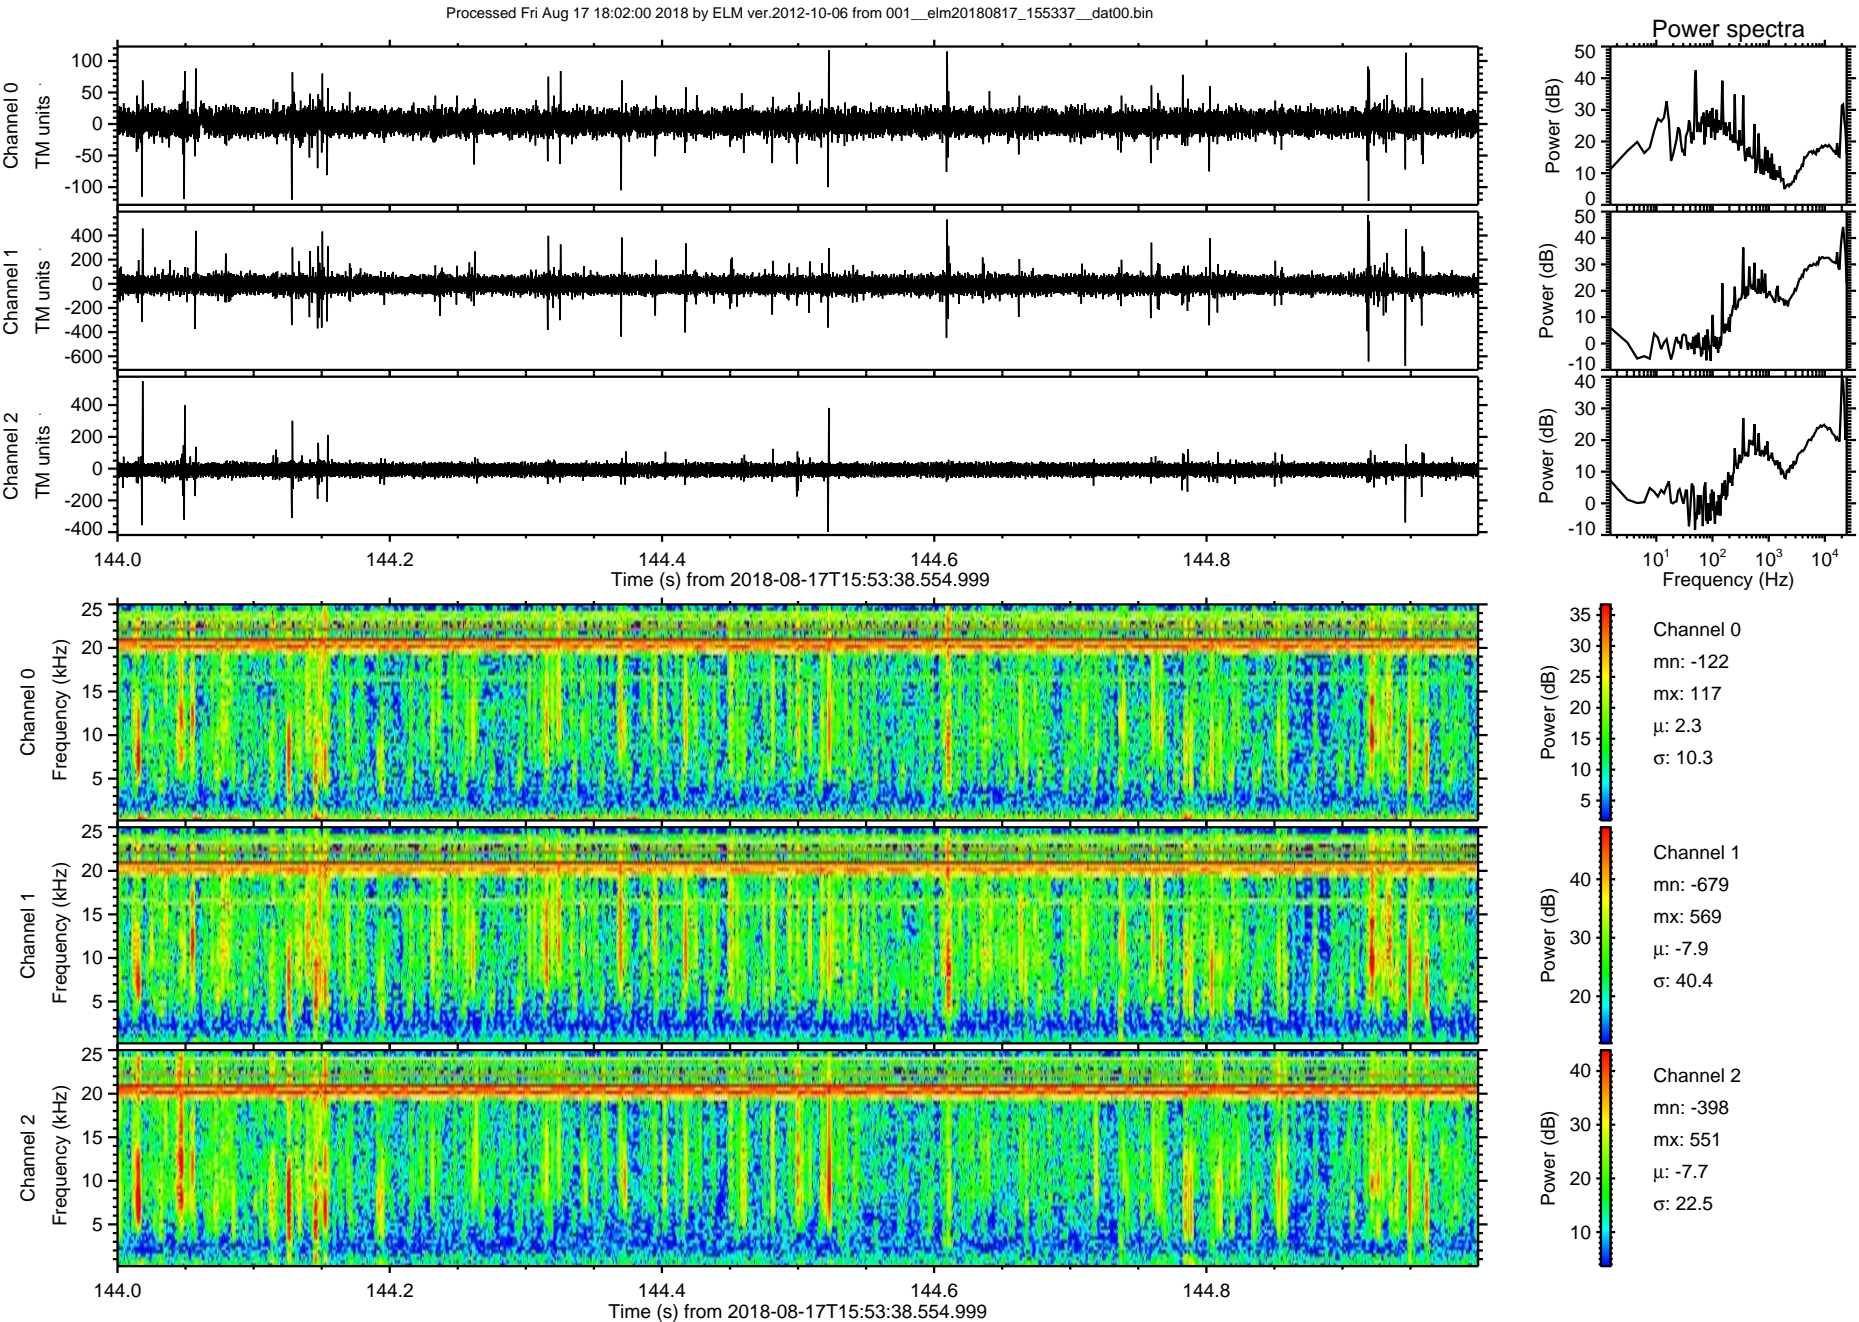 Processed Fri Aug 17 18:02:00 2018 by ELM ver.2012-10-06 from 001__elm20180817_155337__dat00.bin
Power spectra
Channel 0
TM units
100
50
0
-50
-100
Power (dB)
50
40
30
20
10
0
Channel 1
TM units
400
200
0
-200
-400
-600
Power (dB)
50
40
30
20
10
0
-10
Channel 2
TM units
400
200
0
-200
-400
Power (dB)
40
30
20
10
0
-10
144.0 144.2 144.4 144.6 144.8
Time (s) from 2018-08-17T15:53:38.554.999
10¹ 10² 10³ 10⁴
Frequency (Hz)
Channel 0
Frequency (kHz)
25
20
15
10
5
Power (dB)
35
30
25
20
15
10
5
Channel 0
mn: -122
mx: 117
μ: 2.3
σ: 10.3
Channel 1
Frequency (kHz)
25
20
15
10
5
Power (dB)
40
30
20
Channel 1
mn: -679
mx: 569
μ: -7.9
σ: 40.4
Channel 2
Frequency (kHz)
25
20
15
10
5
Power (dB)
40
30
20
10
Channel 2
mn: -398
mx: 551
μ: -7.7
σ: 22.5
144.0 144.2 144.4 144.6 144.8
Time (s) from 2018-08-17T15:53:38.554.999